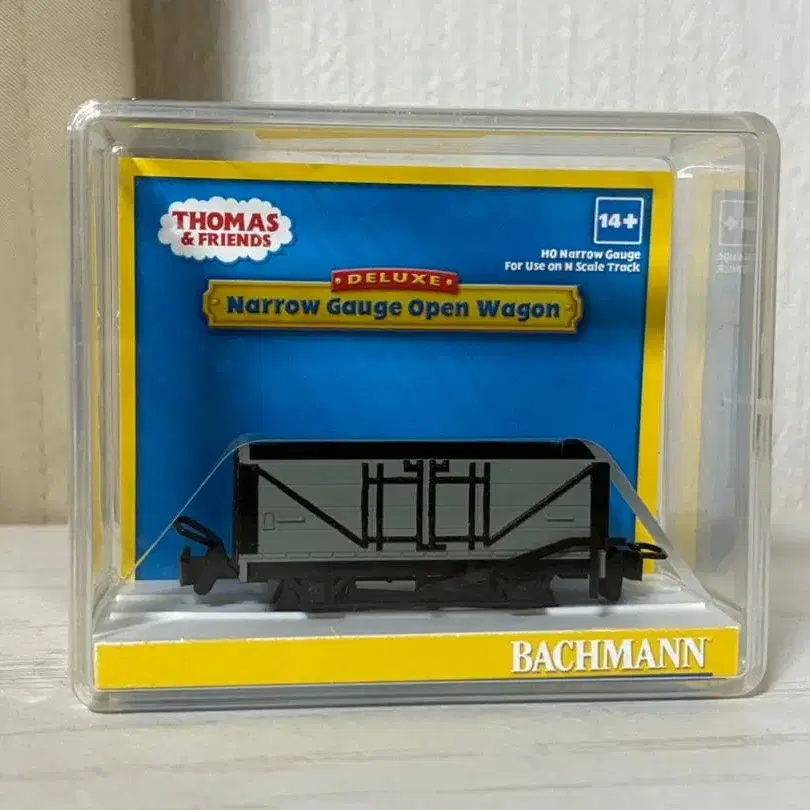 THOMAS
& FRIENDS
14+
HO Narrow Gauge
For Use on N Scale Track
DELUXE
Narrow Gauge Open Wagon
BACHMANN